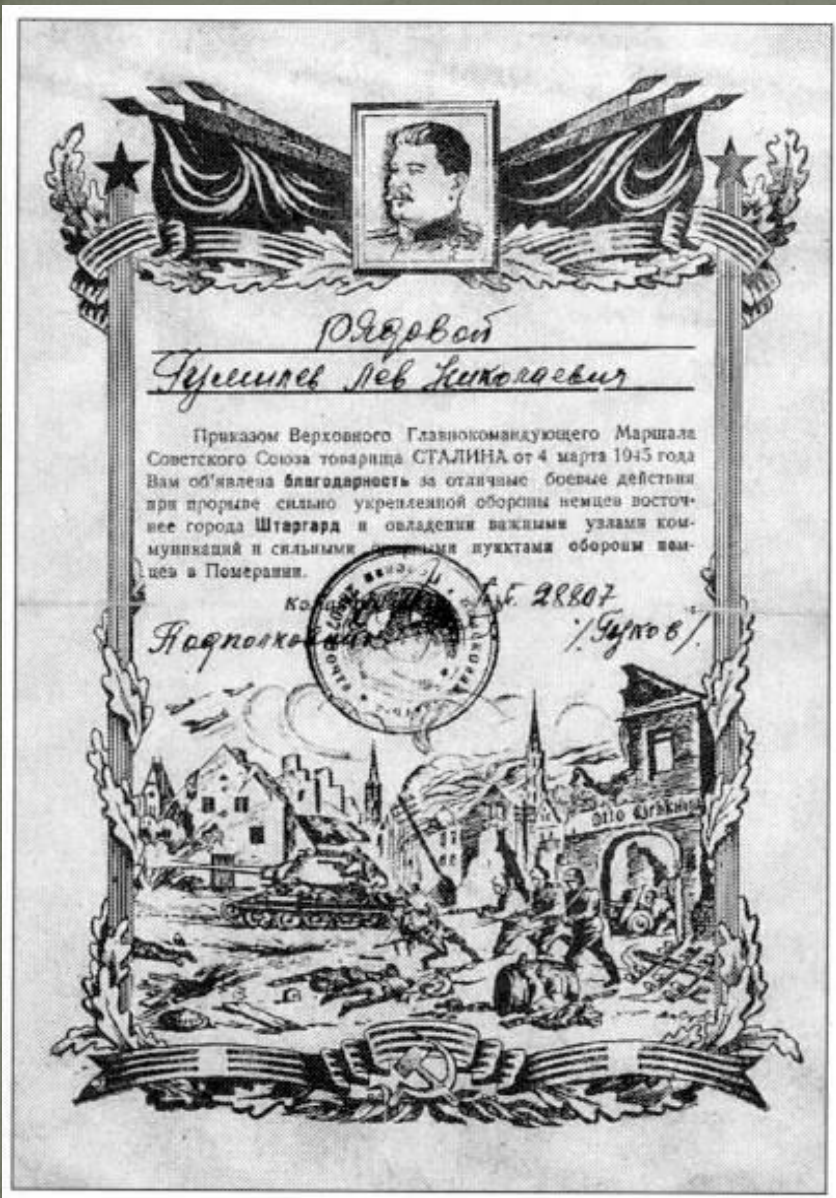 рядовой
Гумилев Лев Николаевич
Приказом Верховного Главнокомандующего Маршала
Советского Союза товарища СТАЛИНА от 4 марта 1945 года
Вам об'явлена благодарность за отличные боевые действия
при прорыве сильно укрепленной обороны немцев восточ-
нее города Штаргард и овладении важными узлами ком-
муникаций и сильными опорными пунктами обороны нем-
цев в Померании.
28807
Подполковник /Гуков/
Otto